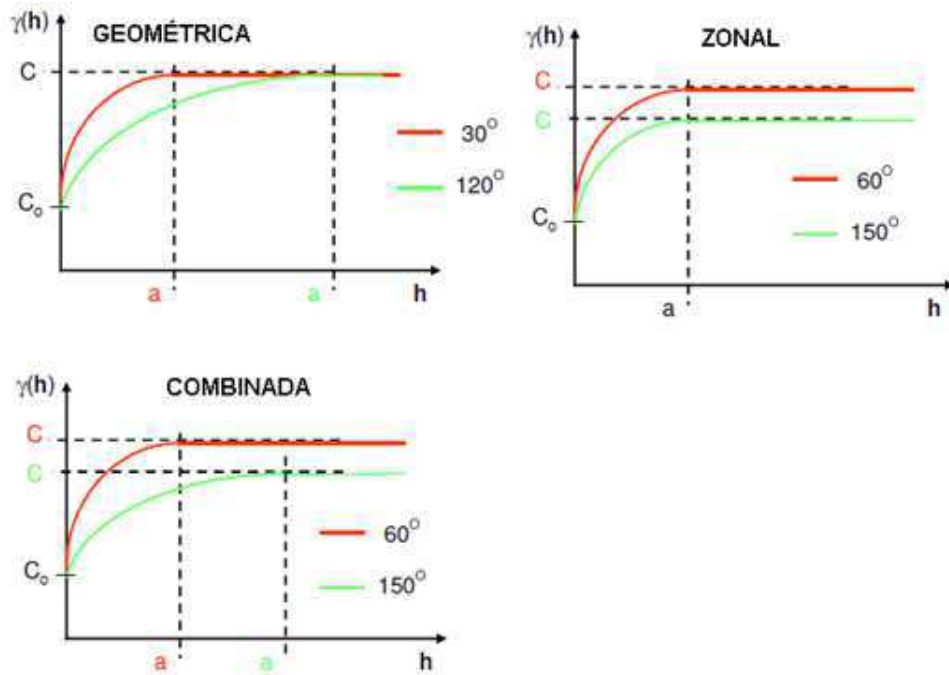 GEOMÉTRICA
γ(h)
C
C₀
30°
120°
a
a
h
ZONAL
γ(h)
C
C
C₀
60°
150°
a
h
COMBINADA
γ(h)
C
C
C₀
60°
150°
a
a
h